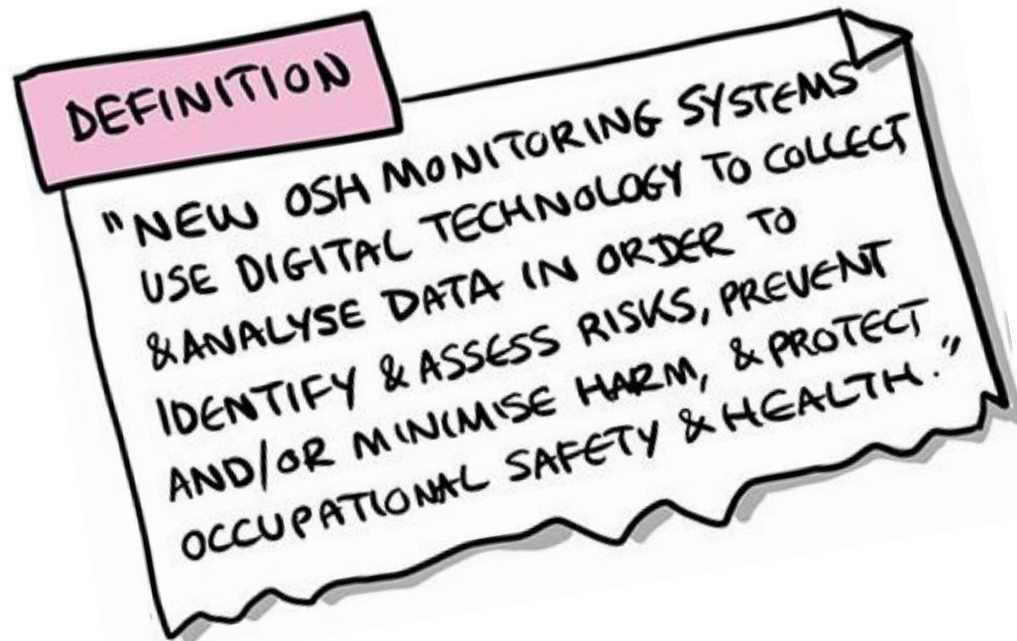 DEFINITION
"NEW OSH MONITORING SYSTEMS
USE DIGITAL TECHNOLOGY TO COLLECT
& ANALYSE DATA IN ORDER TO
IDENTIFY & ASSESS RISKS, PREVENT
AND/OR MINIMISE HARM, & PROTECT
OCCUPATIONAL SAFETY & HEALTH."